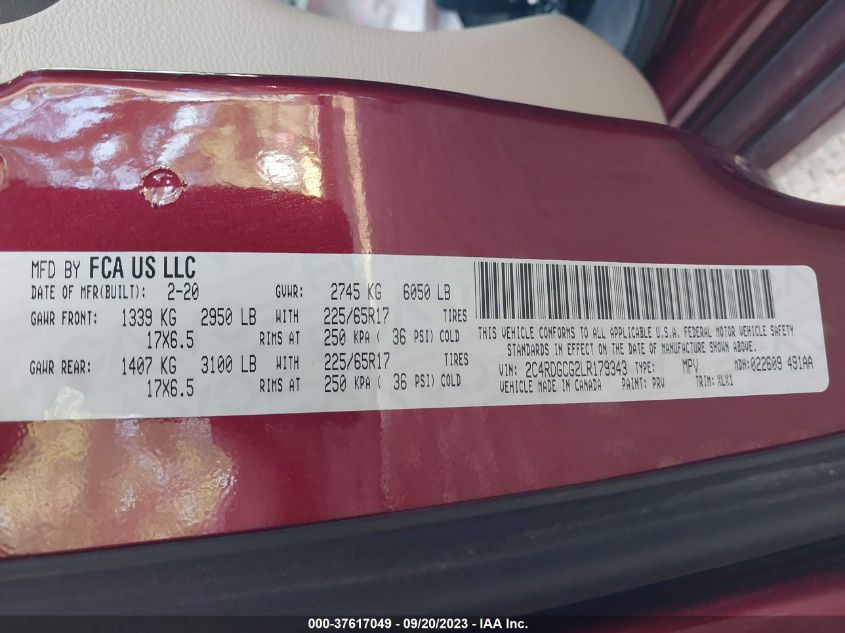 MFD BY FCA US LLC
DATE OF MFR(BUILT): 2-20 GVWR: 2745 KG 6050 LB
GAWR FRONT: 1339 KG 2950 LB WITH 225/65R17 TIRES
17X6.5 RIMS AT 250 KPA ( 36 PSI) COLD
GAWR REAR: 1407 KG 3100 LB WITH 225/65R17 TIRES
17X6.5 RIMS AT 250 KPA ( 36 PSI) COLD
THIS VEHICLE CONFORMS TO ALL APPLICABLE U.S.A. FEDERAL MOTOR VEHICLE SAFETY
STANDARDS IN EFFECT ON THE DATE OF MANUFACTURE SHOWN ABOVE.
VIN: 2C4RDGCG2LR179343 TYPE: MPV MDH:022609 491AA
VEHICLE MADE IN CANADA PAINT: PRV TRIM: XLX1
000-37617049 - 09/20/2023 - IAA Inc.